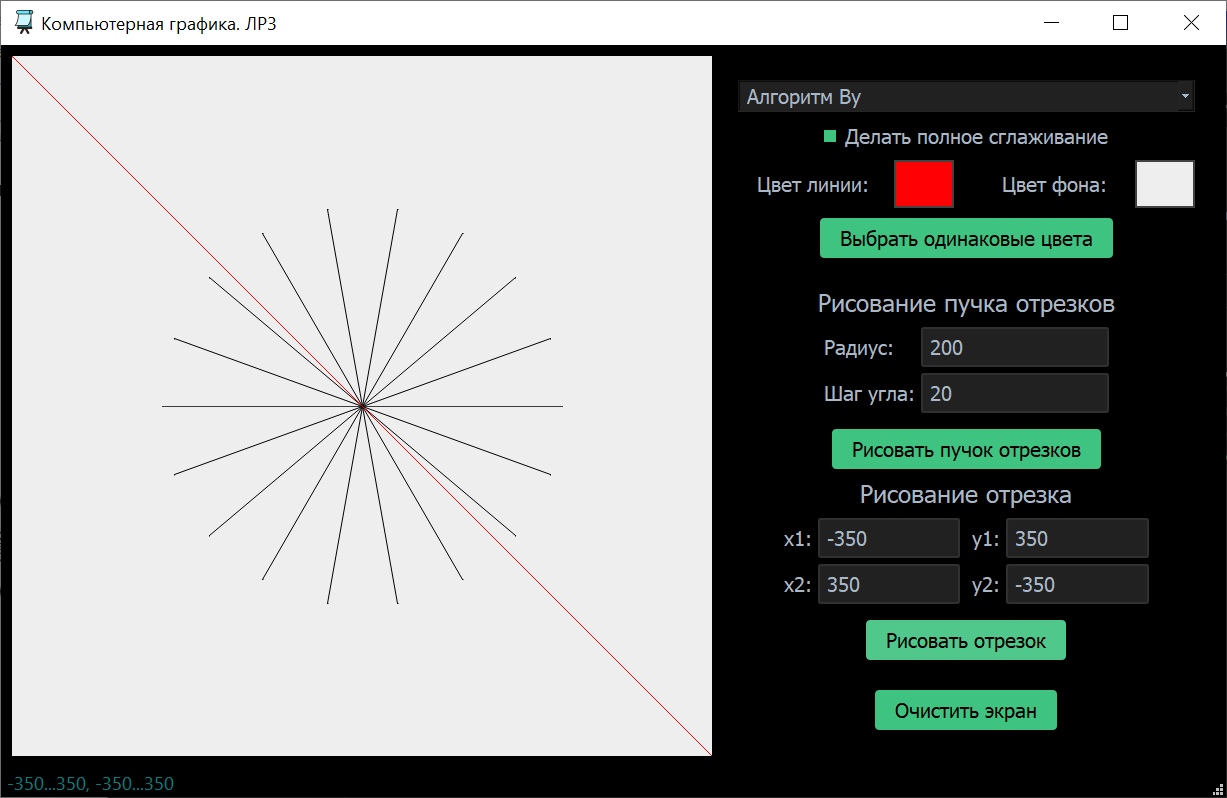 Компьютерная графика. ЛР3
Алгоритм Ву
Делать полное сглаживание
Цвет линии: Цвет фона:
Выбрать одинаковые цвета
Рисование пучка отрезков
Радиус: 200
Шаг угла: 20
Рисовать пучок отрезков
Рисование отрезка
x1: -350 y1: 350
x2: 350 y2: -350
Рисовать отрезок
Очистить экран
-350...350, -350...350